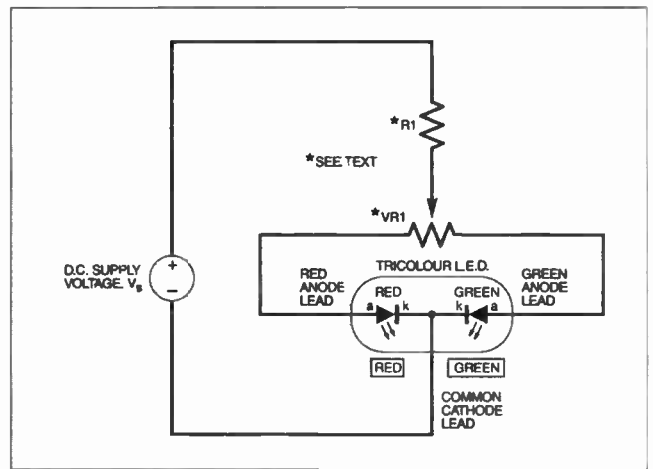 *R1
*SEE TEXT
*VR1
D.C. SUPPLY
VOLTAGE, Vs
+
−
RED
ANODE
LEAD
TRICOLOUR L.E.D.
GREEN
ANODE
LEAD
RED
GREEN
a
k
k
a
RED
GREEN
COMMON
CATHODE
LEAD